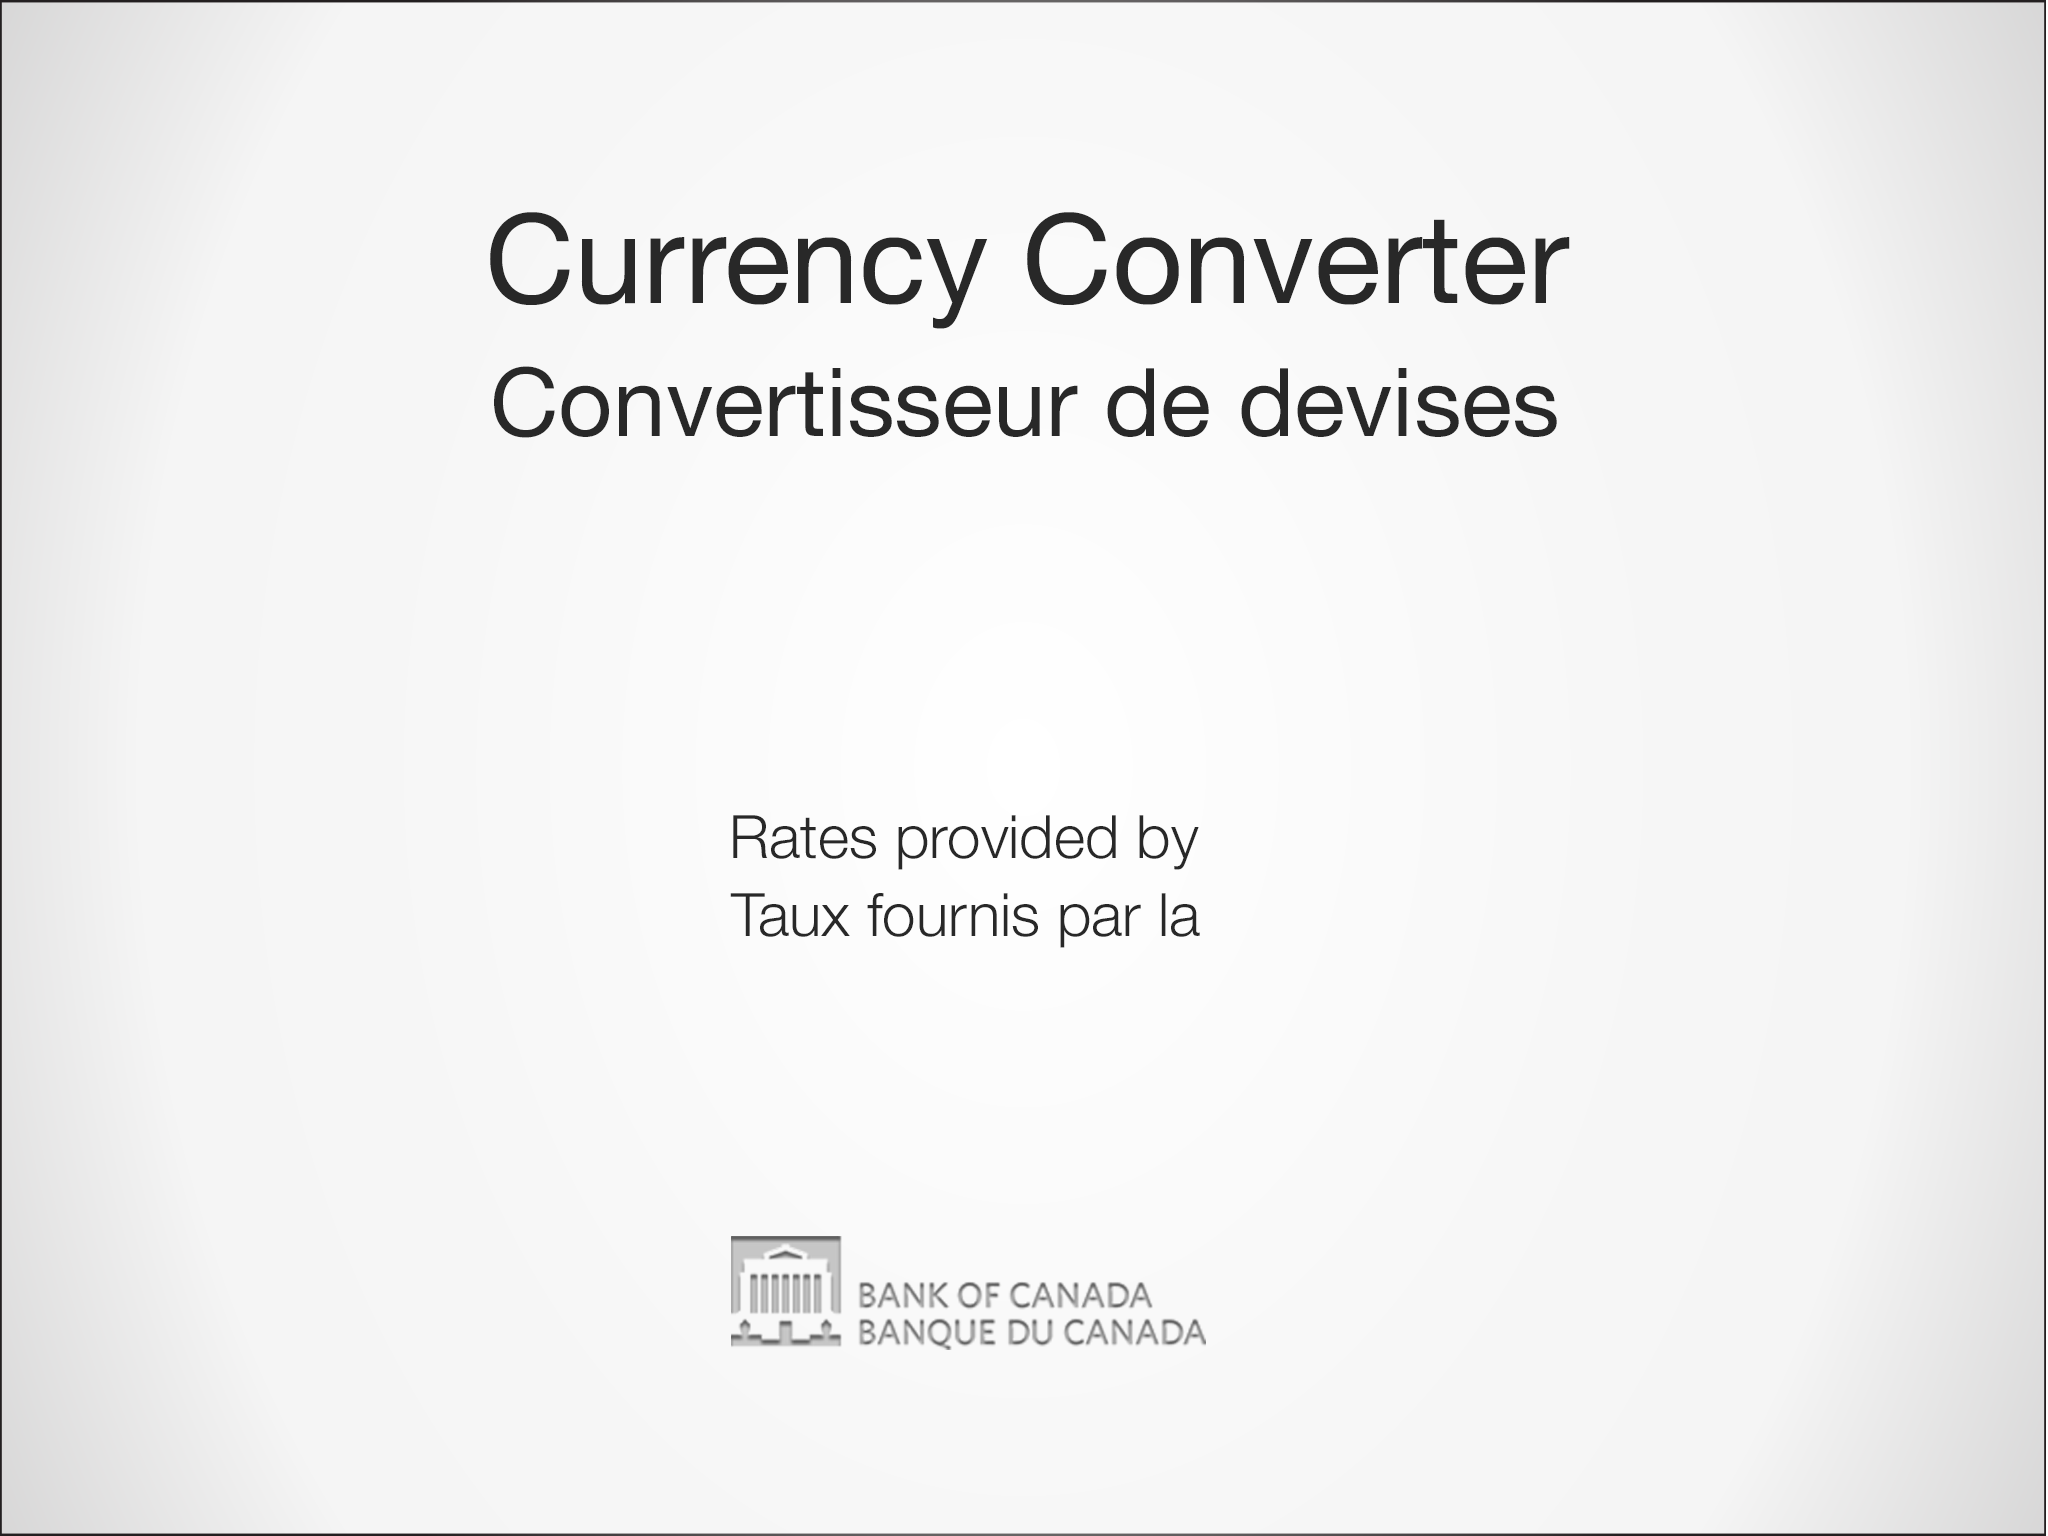 Currency Converter
Convertisseur de devises
Rates provided by
Taux fournis par la
BANK OF CANADA
BANQUE DU CANADA